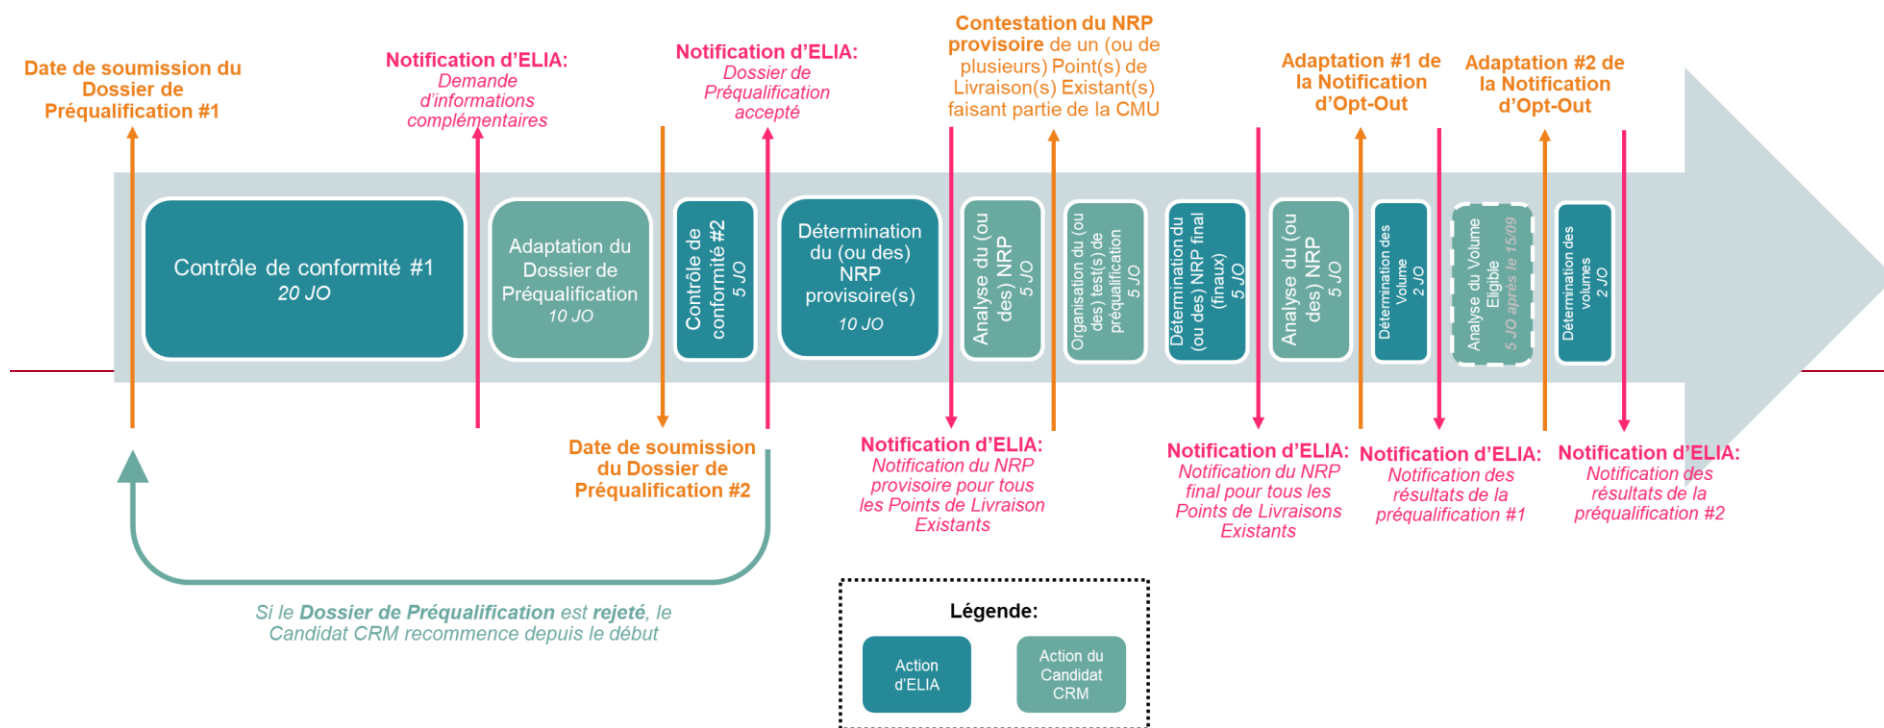 Date de soumission du
Dossier de
Préqualification #1
Notification d'ELIA:
Demande
d'informations
complémentaires
Notification d'ELIA:
Dossier de
Préqualification
accepté
Contestation du NRP
provisoire de un (ou de
plusieurs) Point(s) de
Livraison(s) Existant(s)
faisant partie de la CMU
Adaptation #1 de
la Notification
d'Opt-Out
Adaptation #2 de
la Notification
d'Opt-Out
Contrôle de conformité #1
20 JO
Adaptation du
Dossier de
Préqualification
10 JO
Contrôle de
conformité #2
5 JO
Détermination
du (ou des)
NRP
provisoire(s)
10 JO
Analyse du (ou
des) NRP
5 JO
Organisation du (ou
des) test(s) de
préqualification
5 JO
Détermination du
(ou des) NRP final
(finaux)
5 JO
Analyse du (ou
des) NRP
5 JO
Détermination des
Volume
2 JO
Analyse du Volume
Eligible
5 JO après le 15/09
Détermination des
volumes
2 JO
Date de soumission
du Dossier de
Préqualification #2
Notification d'ELIA:
Notification du NRP
provisoire pour tous
les Points de Livraison
Existants
Notification d'ELIA:
Notification du NRP
final pour tous les
Points de Livraisons
Existants
Notification d'ELIA:
Notification des
résultats de la
préqualification #1
Notification d'ELIA:
Notification des
résultats de la
préqualification #2
Si le Dossier de Préqualification est rejeté, le
Candidat CRM recommence depuis le début
Légende:
Action
d'ELIA
Action du
Candidat
CRM